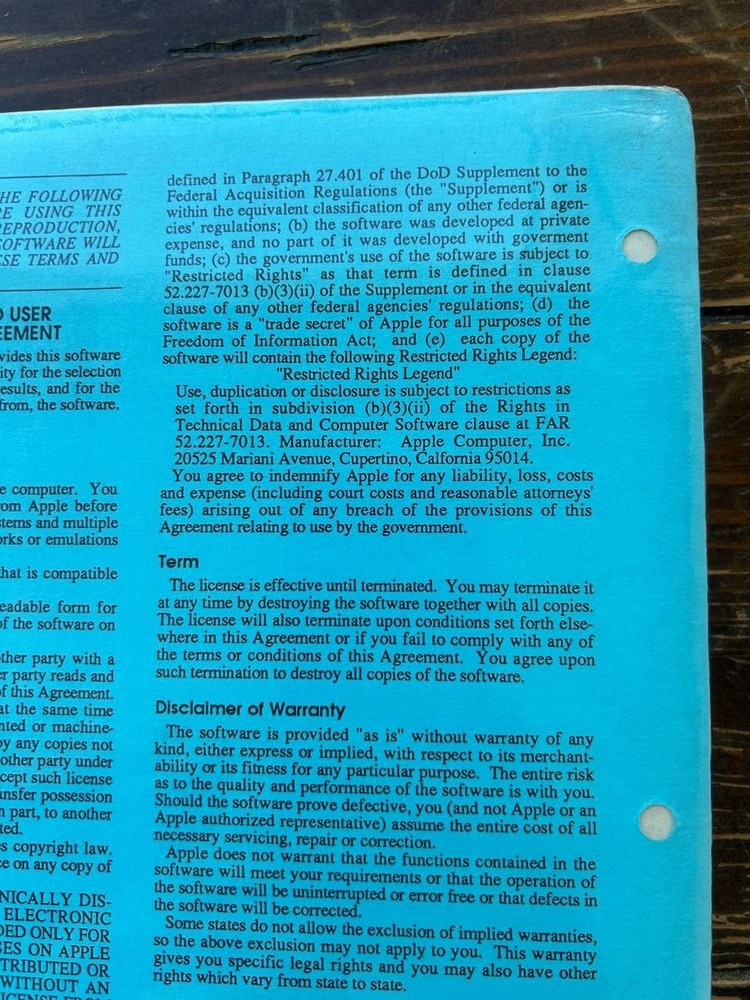 HE FOLLOWING
E USING THIS
EPRODUCTION,
OFTWARE WILL
SE TERMS AND
USER
EEMENT
vides this software
ity for the selection
esults, and for the
from, the software.
e computer. You
om Apple before
stems and multiple
orks or emulations
hat is compatible
eadable form for
of the software on
ther party with a
er party reads and
of this Agreement.
at the same time
nted or machine-
y any copies not
other party under
cept such license
ansfer possession
n part, to another
ted.
s copyright law.
e on any copy of
NICALLY DIS-
ELECTRONIC
DED ONLY FOR
SES ON APPLE
TRIBUTED OR
WITHOUT AN
ICENSE FROM
defined in Paragraph 27.401 of the DoD Supplement to the
Federal Acquisition Regulations (the "Supplement") or is
within the equivalent classification of any other federal agen-
cies' regulations; (b) the software was developed at private
expense, and no part of it was developed with goverment
funds; (c) the government's use of the software is subject to
"Restricted Rights" as that term is defined in clause
52.227-7013 (b)(3)(ii) of the Supplement or in the equivalent
clause of any other federal agencies' regulations; (d) the
software is a "trade secret" of Apple for all purposes of the
Freedom of Information Act; and (e) each copy of the
software will contain the following Restricted Rights Legend:
"Restricted Rights Legend"
Use, duplication or disclosure is subject to restrictions as
set forth in subdivision (b)(3)(ii) of the Rights in
Technical Data and Computer Software clause at FAR
52.227-7013. Manufacturer: Apple Computer, Inc.
20525 Mariani Avenue, Cupertino, Calfornia 95014.
You agree to indemnify Apple for any liability, loss, costs
and expense (including court costs and reasonable attorneys'
fees) arising out of any breach of the provisions of this
Agreement relating to use by the government.
Term
The license is effective until terminated. You may terminate it
at any time by destroying the software together with all copies.
The license will also terminate upon conditions set forth else-
where in this Agreement or if you fail to comply with any of
the terms or conditions of this Agreement. You agree upon
such termination to destroy all copies of the software.
Disclaimer of Warranty
The software is provided "as is" without warranty of any
kind, either express or implied, with respect to its merchant-
ability or its fitness for any particular purpose. The entire risk
as to the quality and performance of the software is with you.
Should the software prove defective, you (and not Apple or an
Apple authorized representative) assume the entire cost of all
necessary servicing, repair or correction.
Apple does not warrant that the functions contained in the
software will meet your requirements or that the operation of
the software will be uninterrupted or error free or that defects in
the software will be corrected.
Some states do not allow the exclusion of implied warranties,
so the above exclusion may not apply to you. This warranty
gives you specific legal rights and you may also have other
rights which vary from state to state.